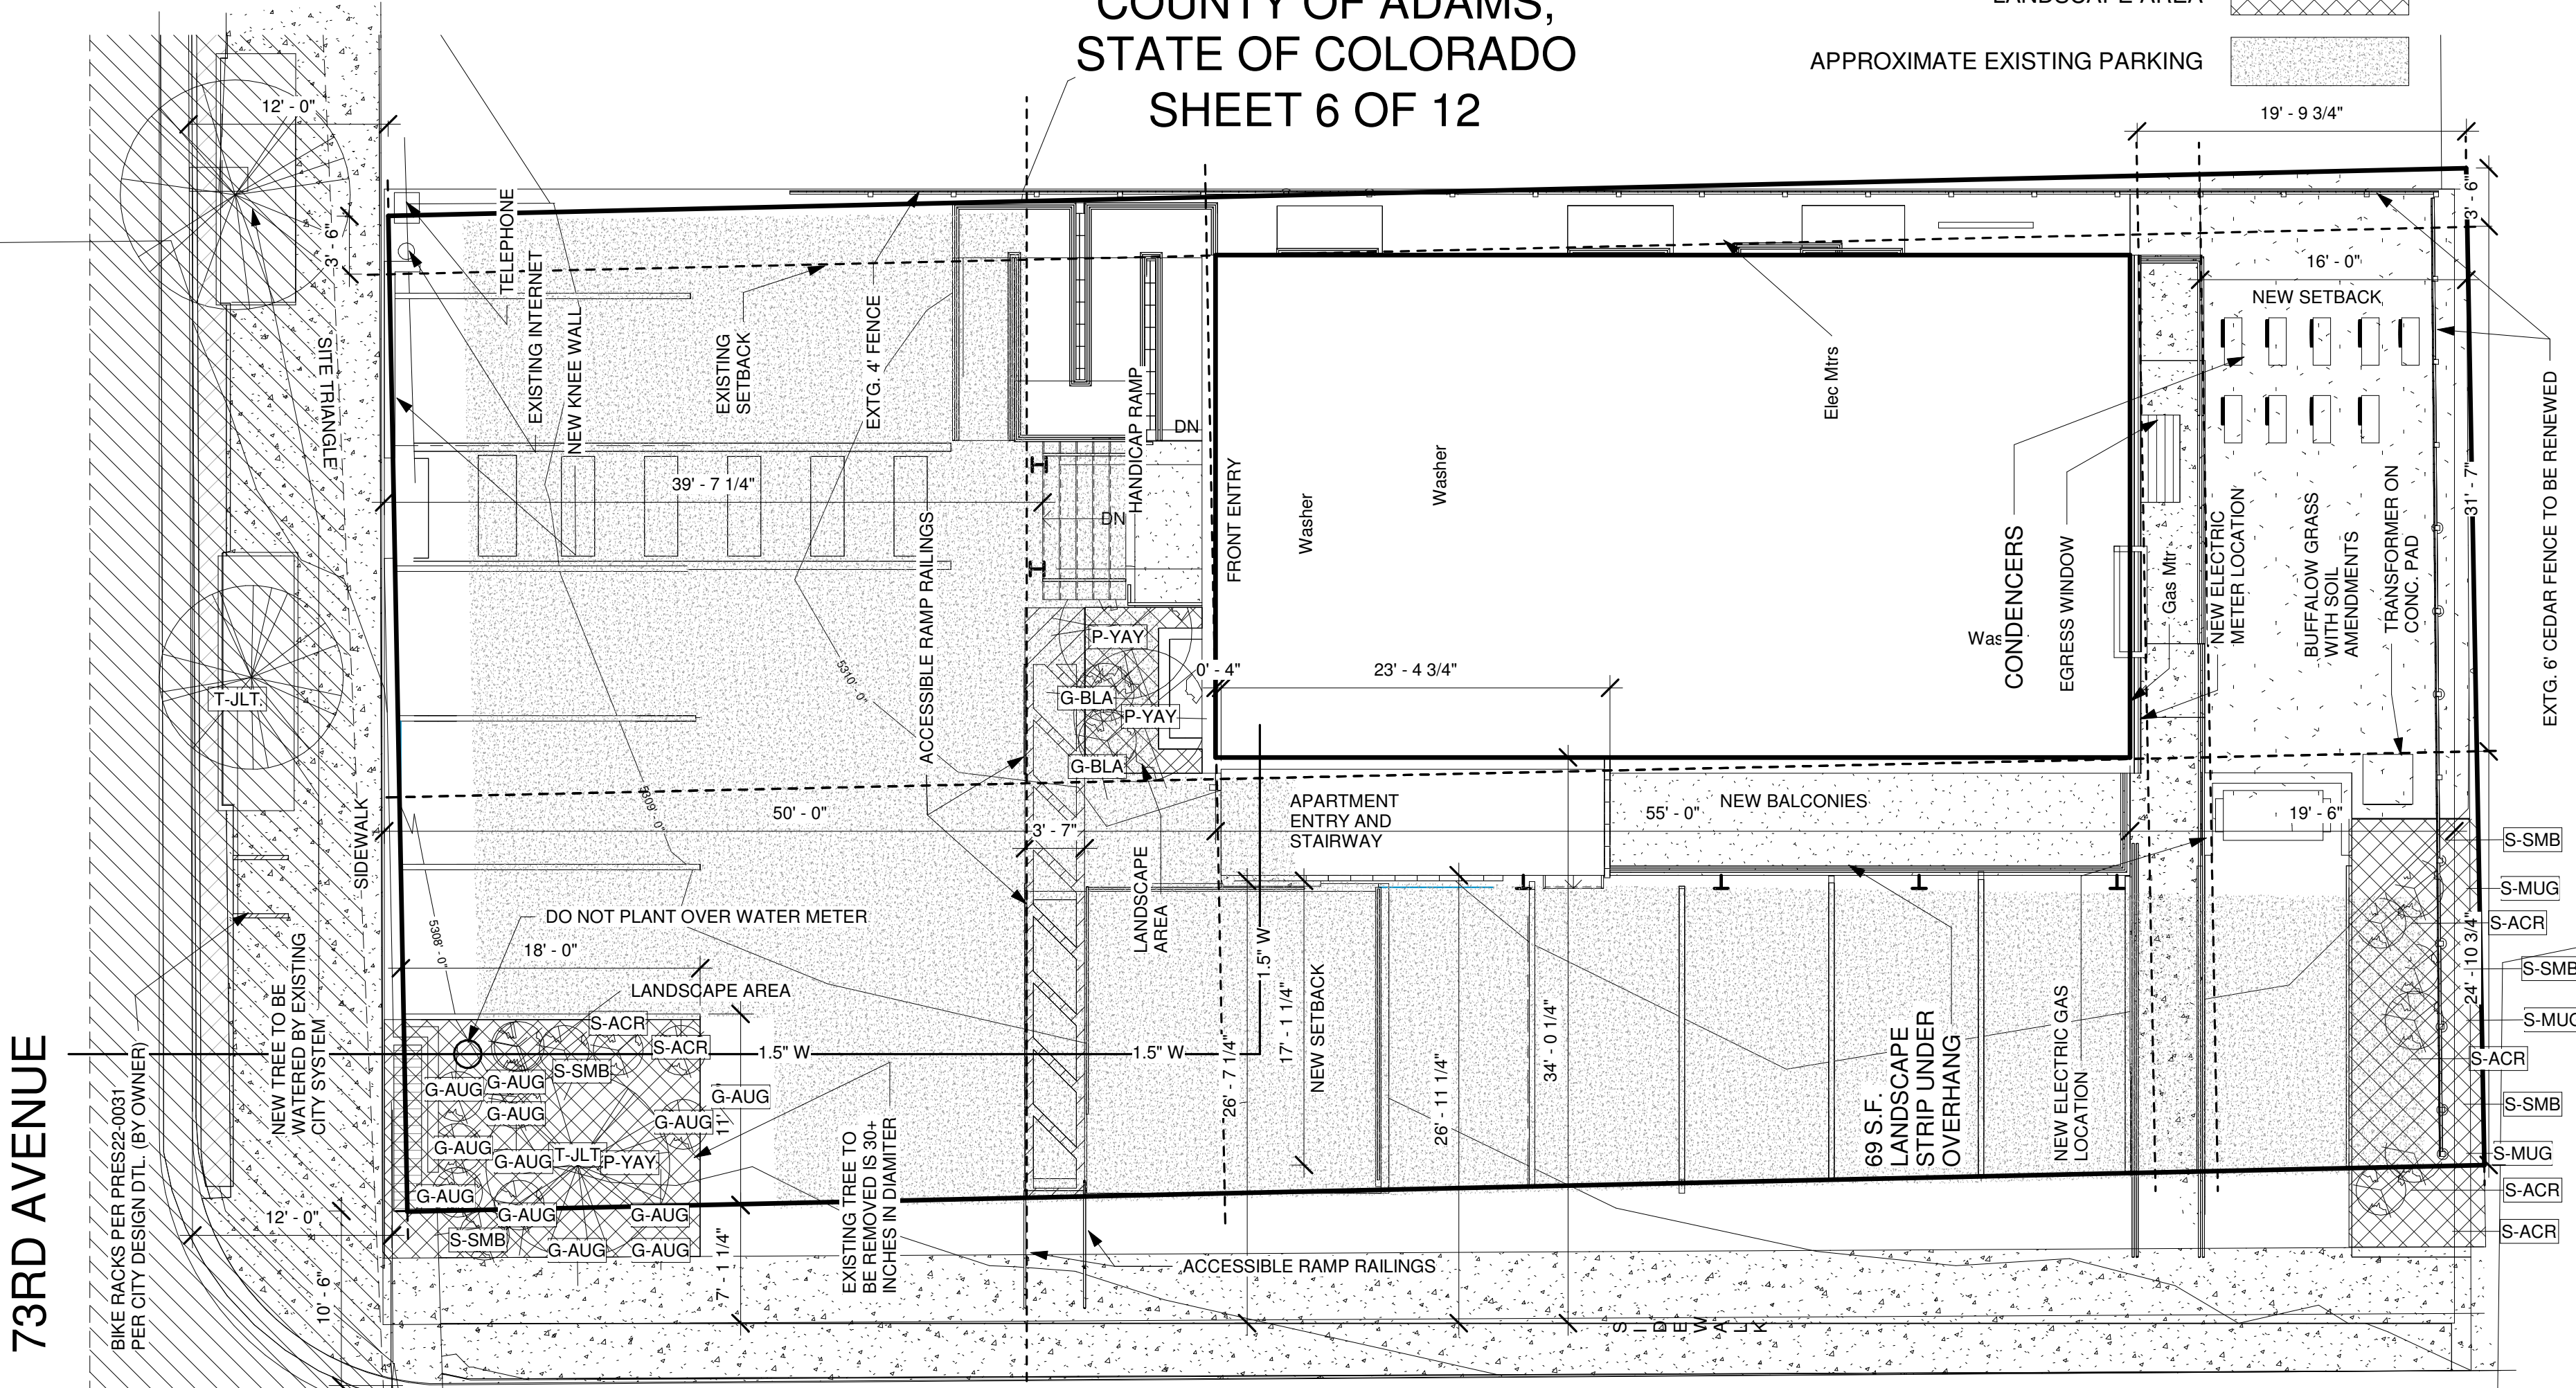 COUNTY OF ADAMS,
STATE OF COLORADO
SHEET 6 OF 12
LANDSCAPE AREA
APPROXIMATE EXISTING PARKING
19' - 9 3/4"
12' - 0"
3' - 6"
3' - 6"
TELEPHONE
EXISTING INTERNET
NEW KNEE WALL
EXISTING
SETBACK
EXTG. 4' FENCE
HANDICAP RAMP
DN
DN
SITE TRIANGLE
39' - 7 1/4"
ACCESSIBLE RAMP RAILINGS
FRONT ENTRY
Washer
Washer
Elec Mtrs
CONDENCERS
EGRESS WINDOW
Gas Mtr
16' - 0"
NEW SETBACK
NEW ELECTRIC
METER LOCATION
BUFFALOW GRASS
WITH SOIL
AMENDMENTS
TRANSFORMER ON
CONC. PAD
31' - 7"
EXTG. 6' CEDAR FENCE TO BE RENEWED
T-JLT
5310' 0"
5309' 0"
5308' 0"
P-YAY
G-BLA
P-YAY
G-BLA
0' - 4"
23' - 4 3/4"
SIDEWALK
50' - 0"
3' - 7"
APARTMENT
ENTRY AND
STAIRWAY
55' - 0"
NEW BALCONIES
19' - 6"
LANDSCAPE
AREA
DO NOT PLANT OVER WATER METER
18' - 0"
LANDSCAPE AREA
1.5" W
1.5" W
1.5" W
17' - 1 1/4"
NEW SETBACK
26' - 7 1/4"
26' - 11 1/4"
34' - 0 1/4"
69 S.F.
LANDSCAPE
STRIP UNDER
OVERHANG
NEW ELECTRIC GAS
LOCATION
24' - 10 3/4"
S-SMB
S-MUG
S-ACR
S-SMB
S-ACR
S-SMB
S-MUG
S-ACR
S-ACR
73RD AVENUE
BIKE RACKS PER PRES22-0031
PER CITY DESIGN DTL. (BY OWNER)
NEW TREE TO BE
WATERED BY EXISTING
CITY SYSTEM
S-ACR
S-ACR
S-SMB
G-AUG
G-AUG
G-AUG
G-AUG
G-AUG
G-AUG
G-AUG
T-JLT
P-YAY
G-AUG
G-AUG
G-AUG
S-SMB
G-AUG
G-AUG
11'
12' - 0"
10' - 6"
7' - 1 1/4"
EXISTING TREE TO
BE REMOVED IS 30+
INCHES IN DIAMITER
ACCESSIBLE RAMP RAILINGS
SIDEWALK